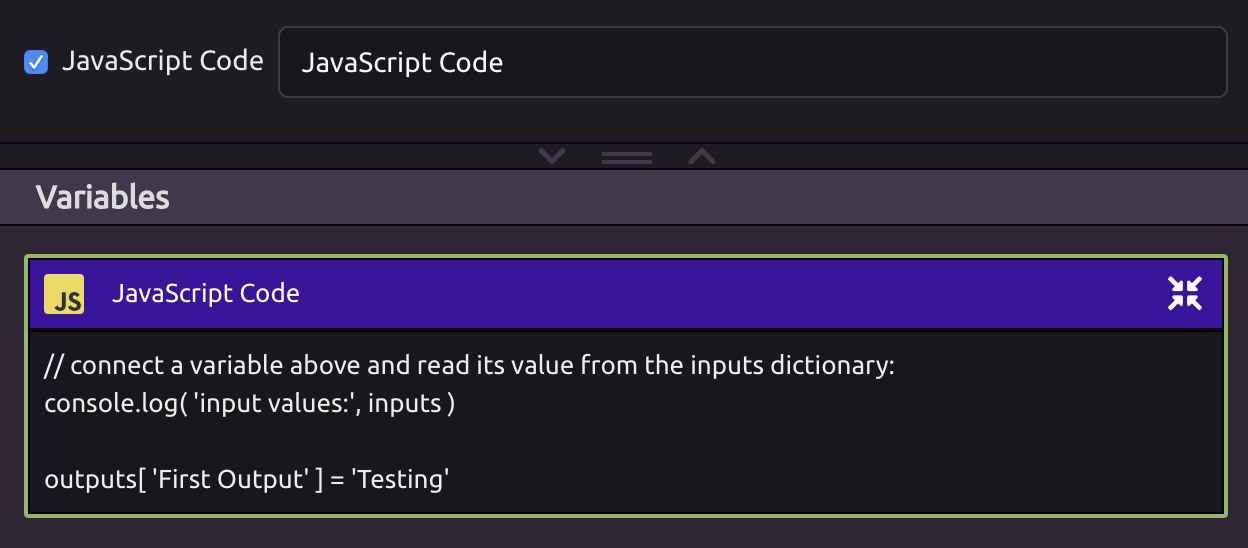 JavaScript Code
JavaScript Code
Variables
JS
JavaScript Code
// connect a variable above and read its value from the inputs dictionary:
console.log( 'input values:', inputs )
outputs[ 'First Output' ] = 'Testing'